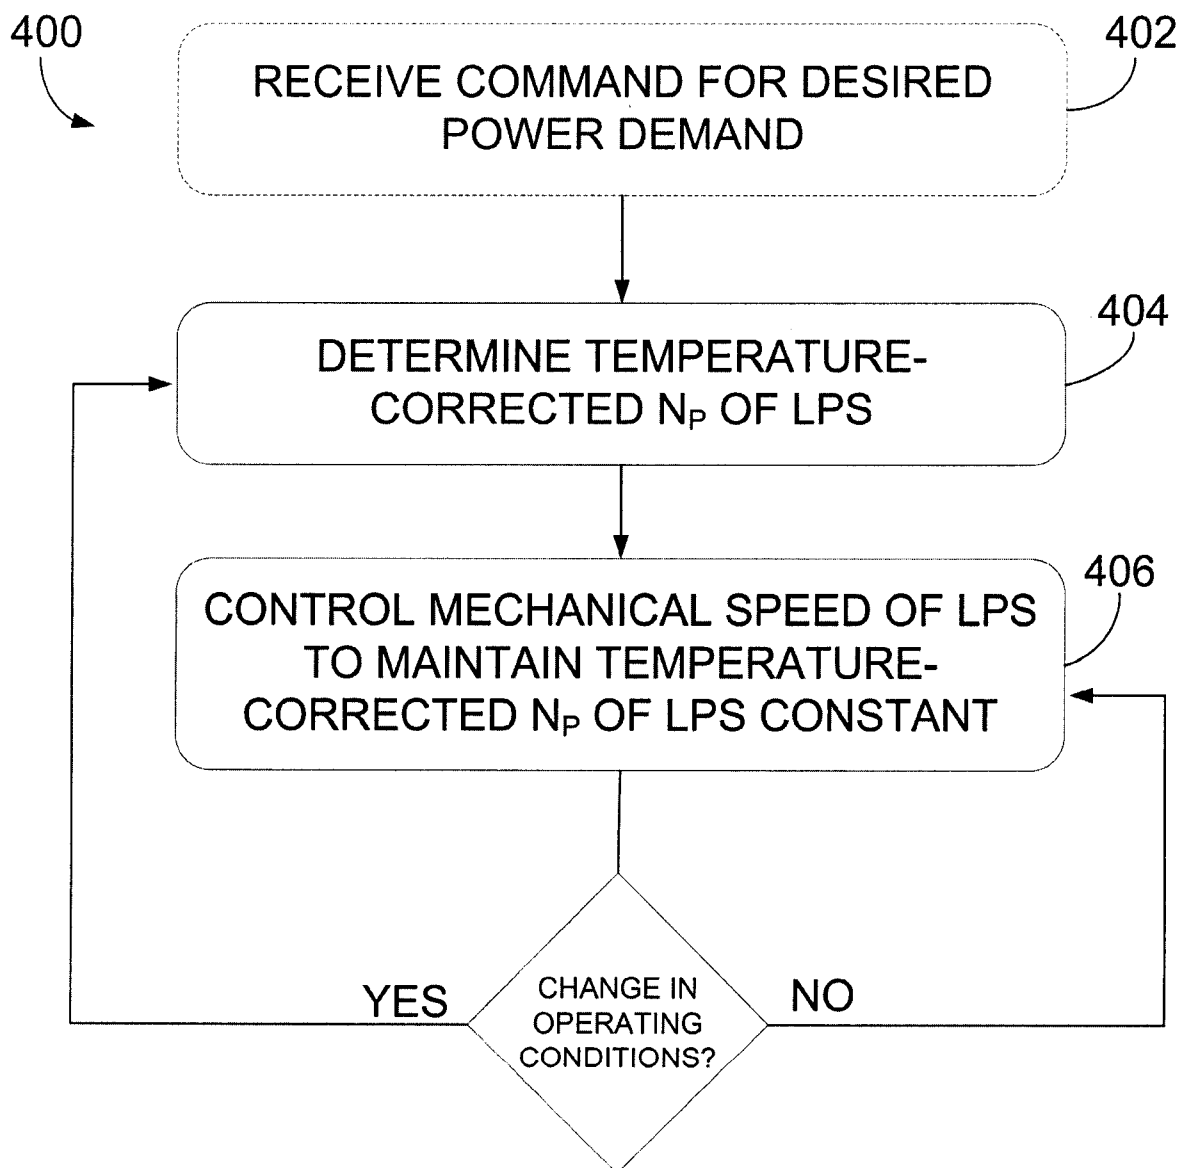 400
402
RECEIVE COMMAND FOR DESIRED
POWER DEMAND
404
DETERMINE TEMPERATURE-
CORRECTED NP OF LPS
406
CONTROL MECHANICAL SPEED OF LPS
TO MAINTAIN TEMPERATURE-
CORRECTED NP OF LPS CONSTANT
YES
CHANGE IN
OPERATING
CONDITIONS?
NO